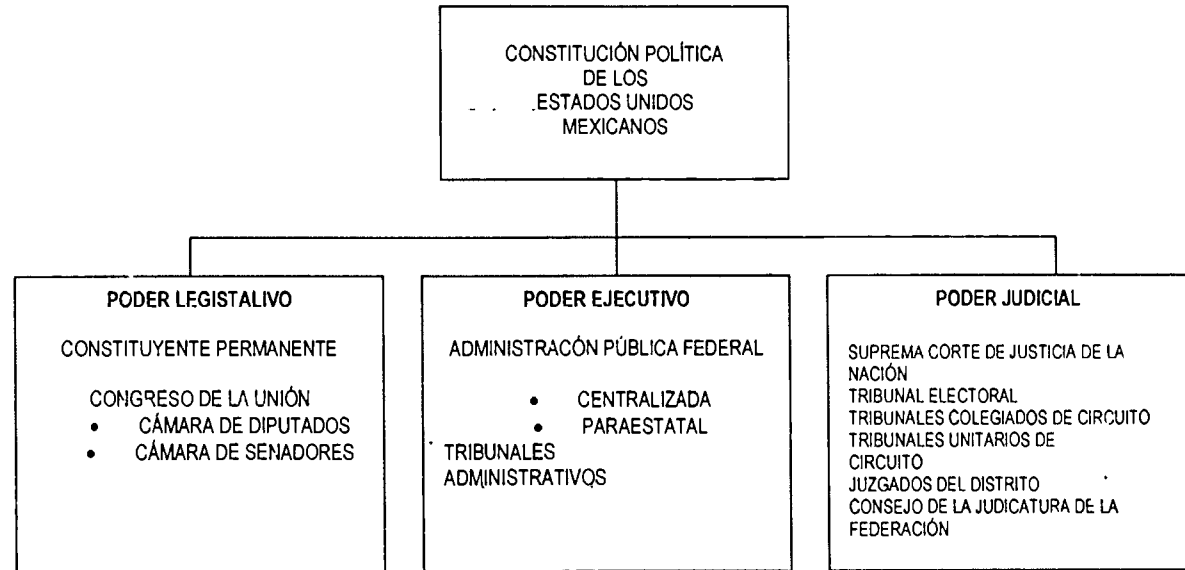 CONSTITUCIÓN POLÍTICA
DE LOS
ESTADOS UNIDOS
MEXICANOS
PODER LEGISTALIVO
CONSTITUYENTE PERMANENTE
CONGRESO DE LA UNIÓN
• CÁMARA DE DIPUTADOS
• CÁMARA DE SENADORES
PODER EJECUTIVO
ADMINISTRACÓN PÚBLICA FEDERAL
• CENTRALIZADA
• PARAESTATAL
TRIBUNALES
ADMINISTRATIVOS
PODER JUDICIAL
SUPREMA CORTE DE JUSTICIA DE LA
NACIÓN
TRIBUNAL ELECTORAL
TRIBUNALES COLEGIADOS DE CIRCUITO
TRIBUNALES UNITARIOS DE
CIRCUITO
JUZGADOS DEL DISTRITO
CONSEJO DE LA JUDICATURA DE LA
FEDERACIÓN